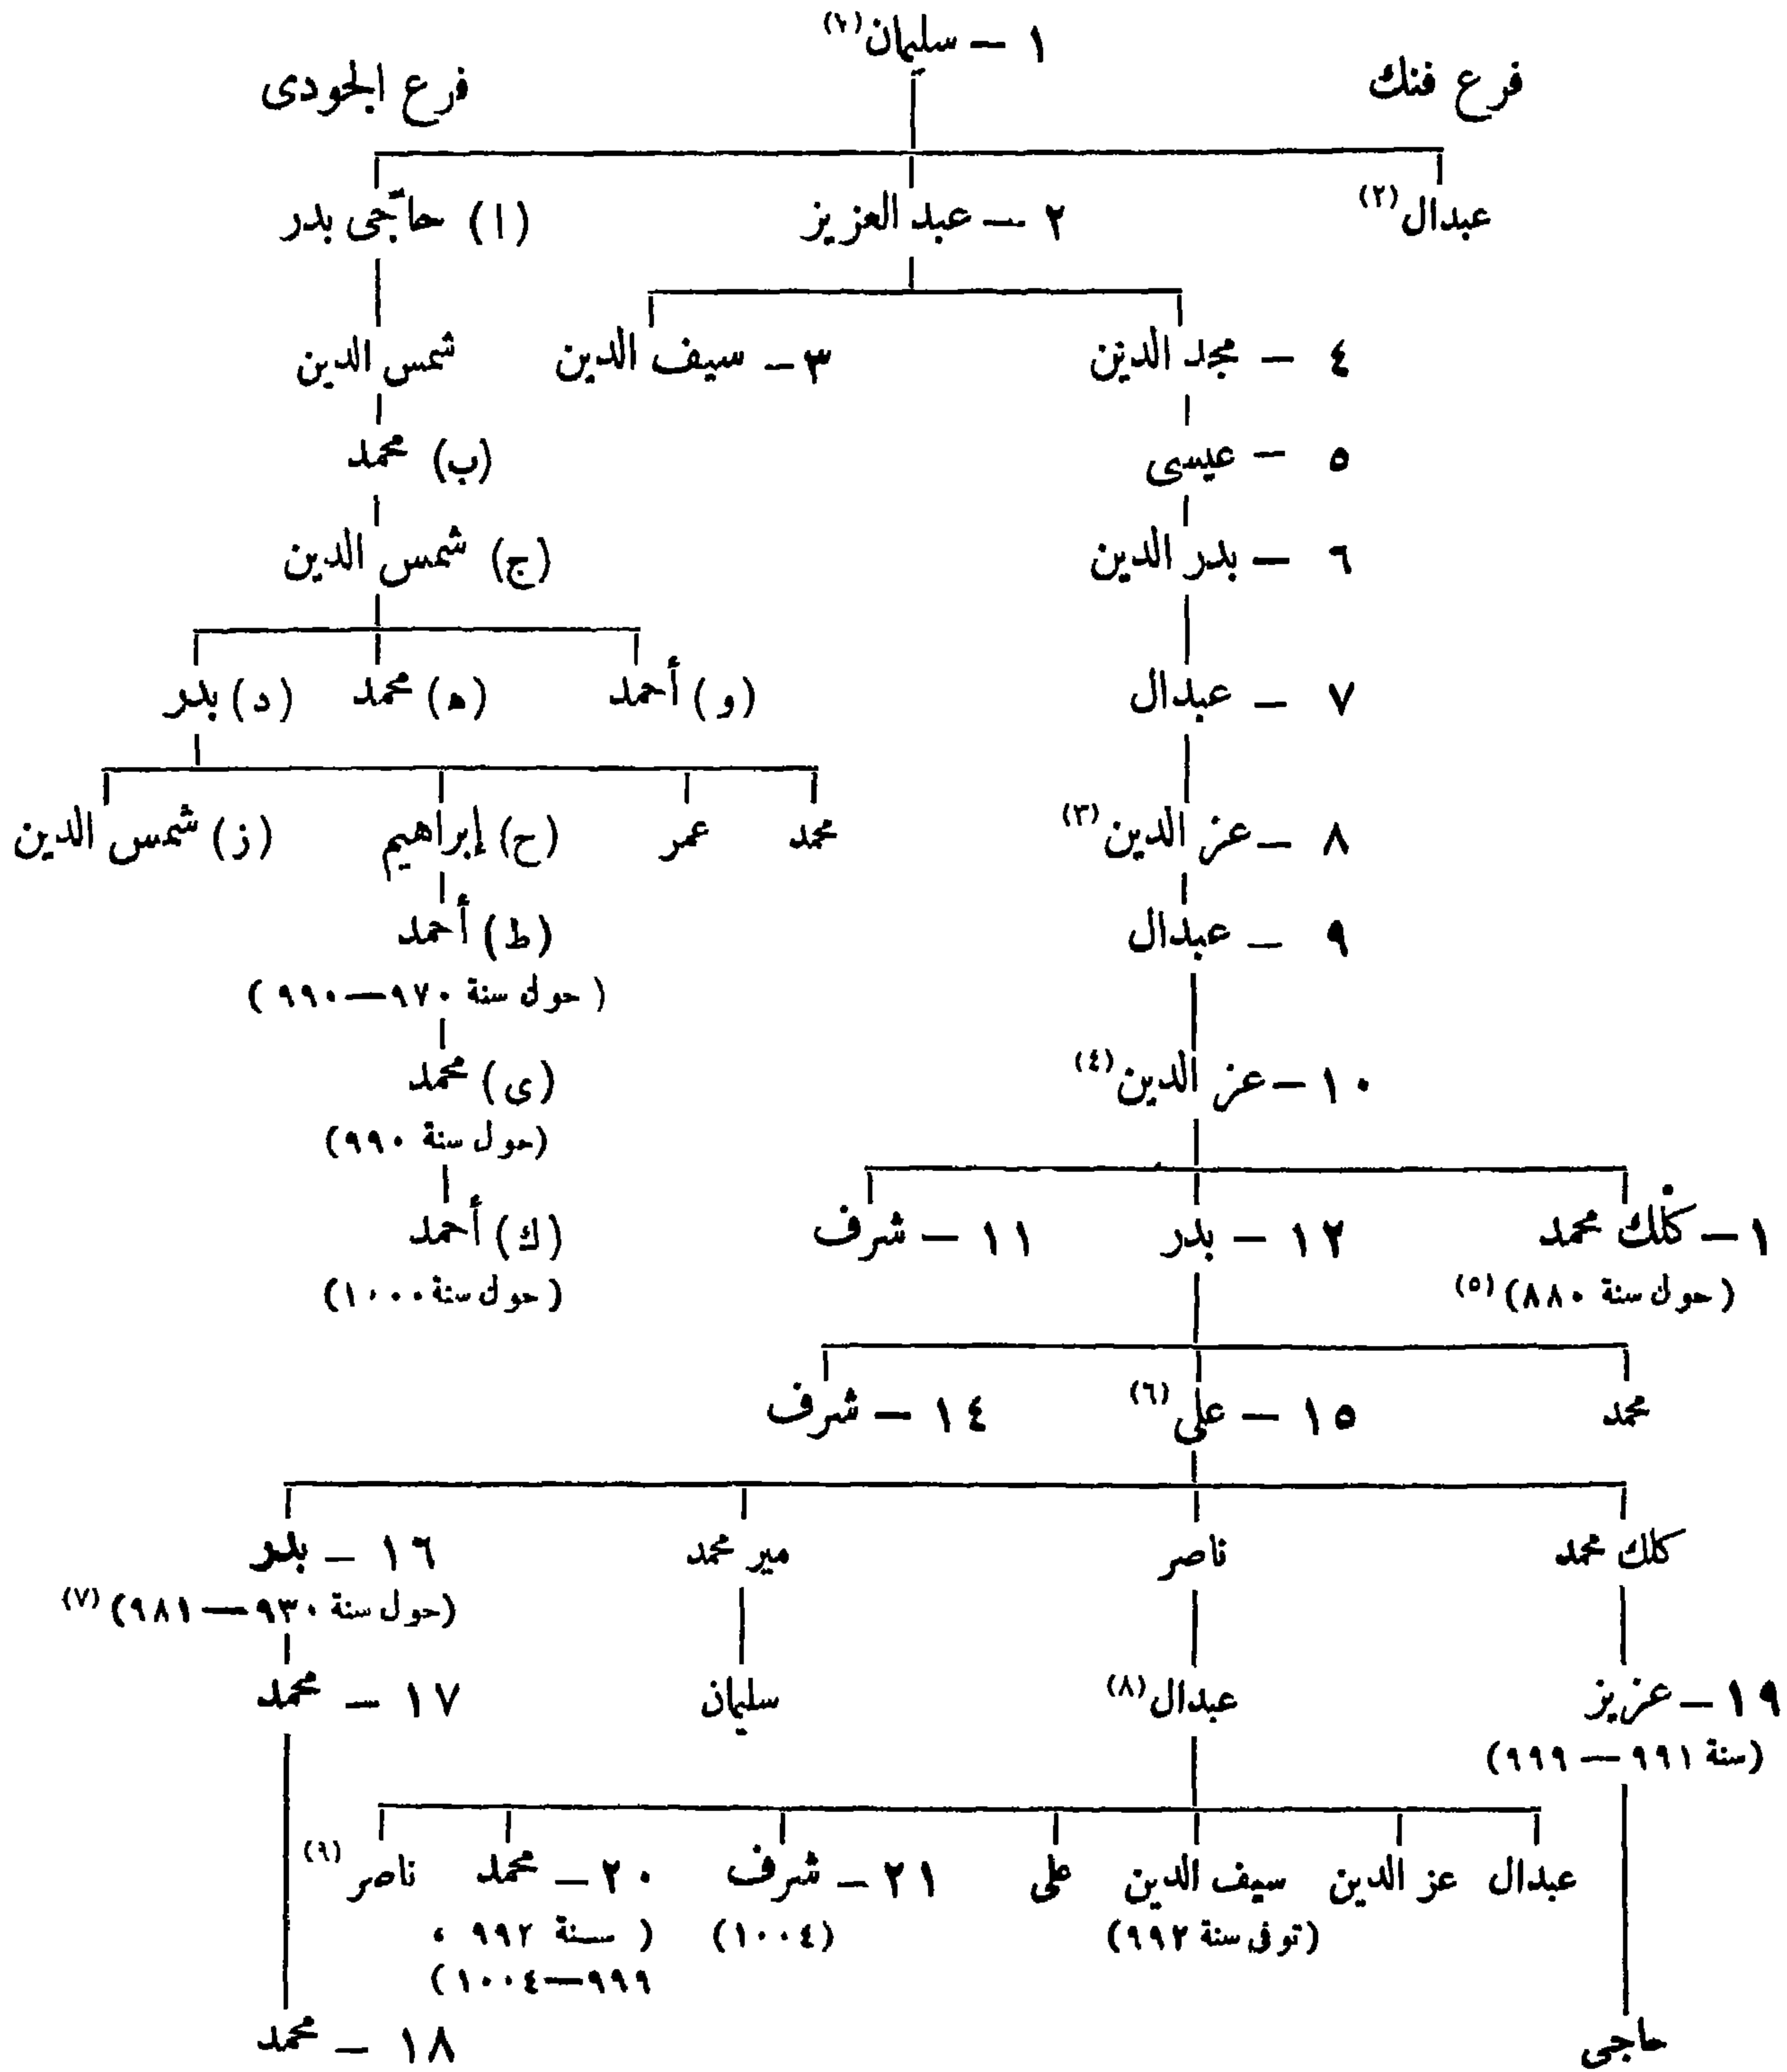 ١ – سليمان (١)
فرع فنك
فرع الجودى
عبدال (٢)
٢ – عبد العزيز
(ا) حاجّى بدر
٤ – مجد الدين
٣ – سيف الدين
شمس الدين
٥ – عيسى
(ب) محمد
٦ – بدر الدين
(ج) شمس الدين
٧ – عبدال
(و) أحمد
(ه) محمد
(د) بدر
٨ – عز الدين (٣)
محمد
عمر
(ح) إبراهيم
(ز) شمس الدين
٩ – عبدال
(ط) أحمد
(حول سنة ٩٧٠–٩٩٠)
١٠ – عز الدين (٤)
(ى) محمد
(حول سنة ٩٩٠)
١ – كلك محمد
١٢ – بدر
١١ – شرف
(ك) أحمد
(حول سنة ٨٨٠) (٥)
(حول سنة ١٠٠٠)
محمد
١٥ – على (٦)
١٤ – شرف
كلك محمد
ناصر
مير محمد
١٦ – بدر
(حول سنة ٩٣٠–٩٨١) (٧)
١٩ – عزيز
عبدال (٨)
سليمان
١٧ – محمد
(سنة ٩٩١ – ٩٩٩)
عبدال
عز الدين
سيف الدين
على
٢١ – شرف
٢٠ – محمد
ناصر (٩)
(توفى سنة ٩٩٢)
(١٠٠٤)
(سنة ٩٩٢ ،
٩٩٩–١٠٠٤)
حاجى
١٨ – محمد